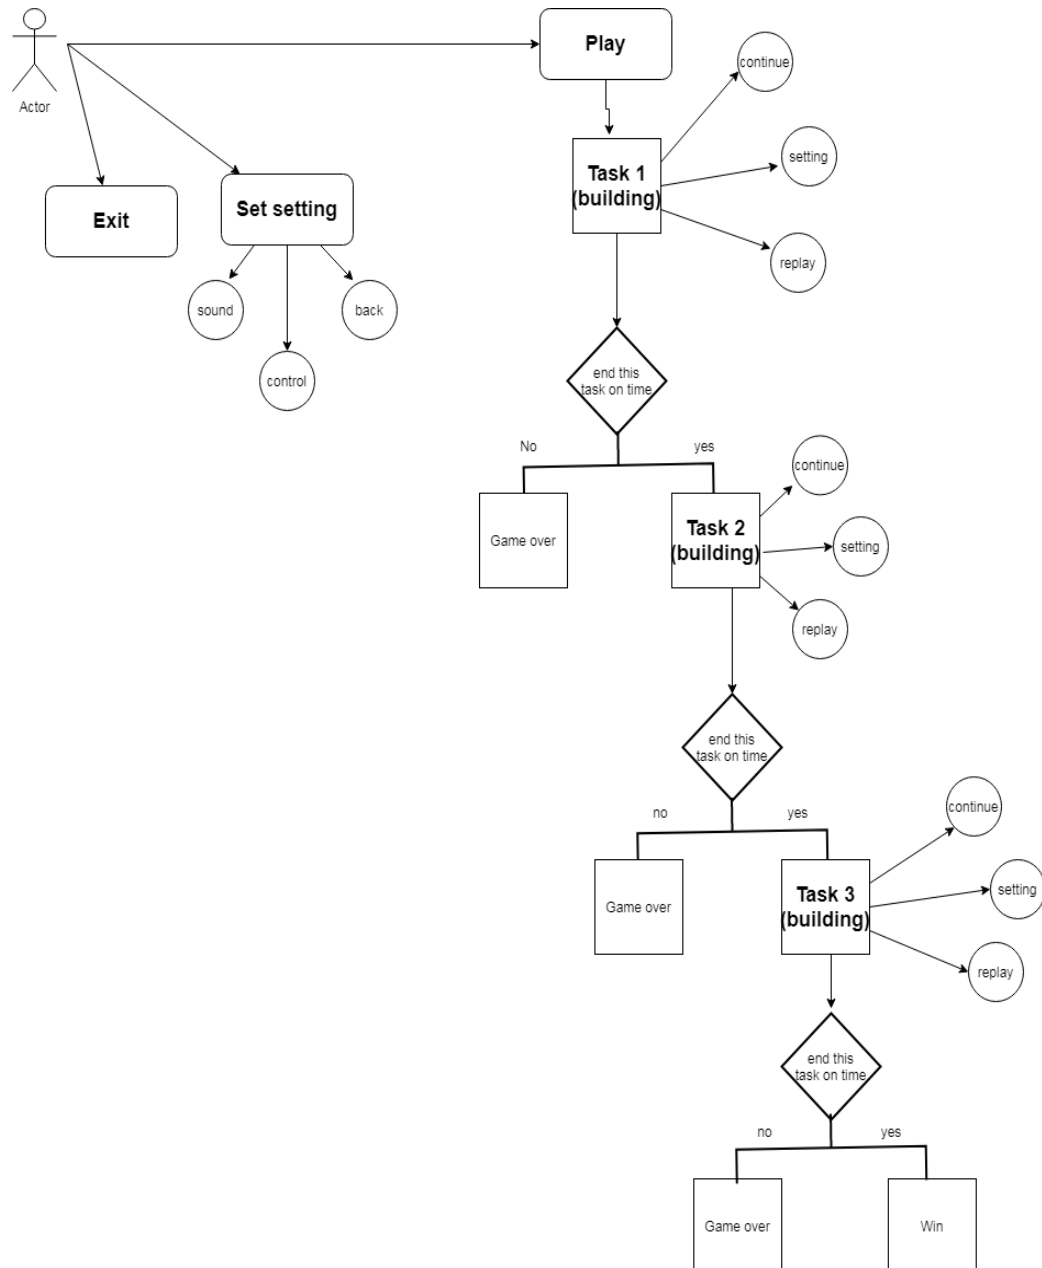 Actor
Play
continue
setting
replay
Task 1
(building)
Exit
Set setting
sound
back
control
end this
task on time
No
yes
Game over
Task 2
(building)
continue
setting
replay
end this
task on time
no
yes
Game over
Task 3
(building)
continue
setting
replay
end this
task on time
no
yes
Game over
Win